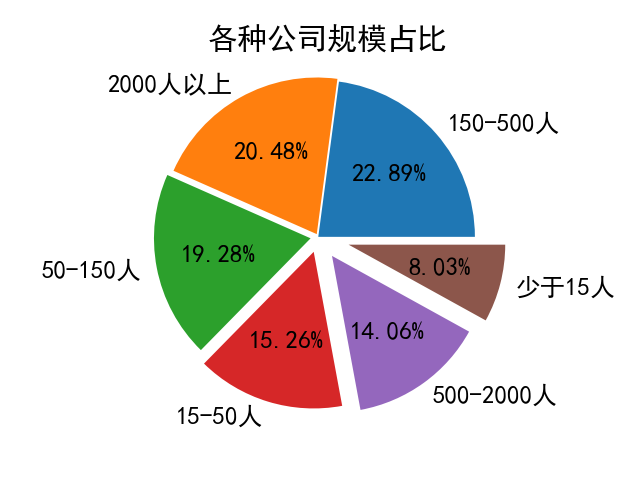 各种公司规模占比
2000人以上
150-500人
20.48%
22.89%
19.28%
50-150人
8.03%
少于15人
15.26%
14.06%
500-2000人
15-50人